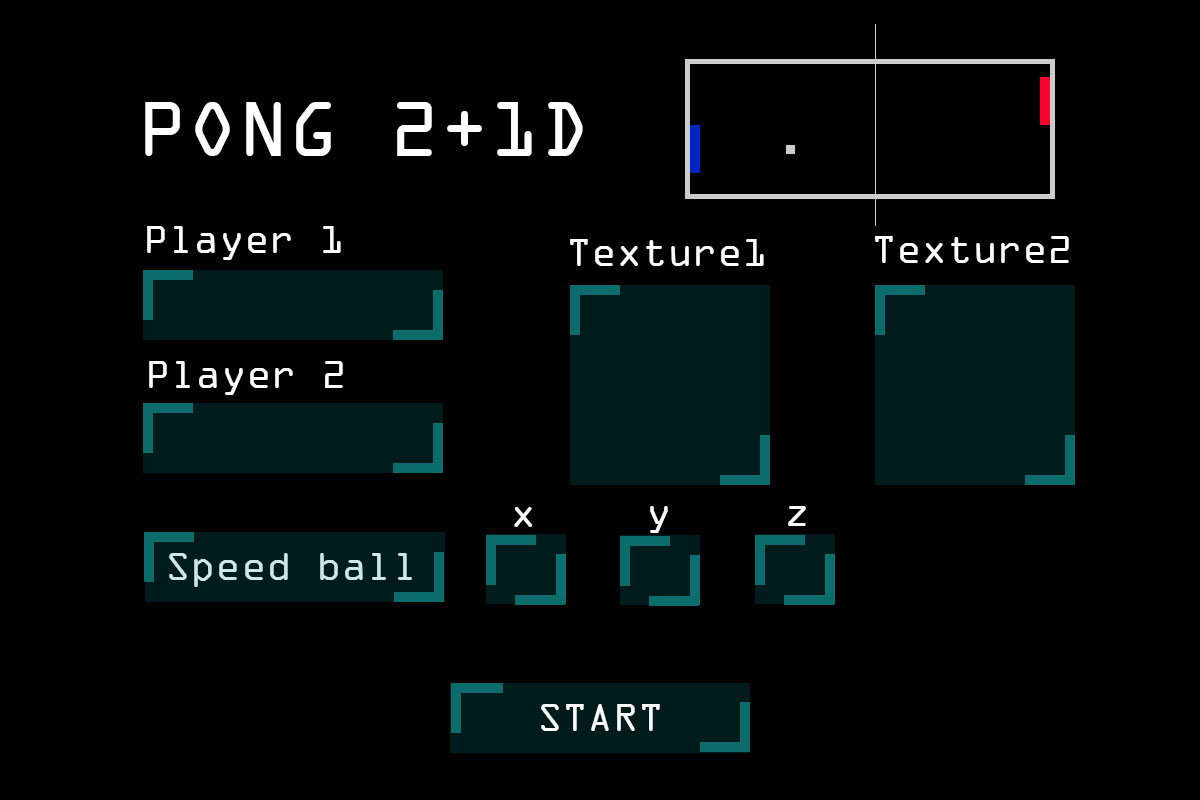 PONG 2+1D
Player 1
Texture1
Texture2
Player 2
x
y
z
Speed ball
START